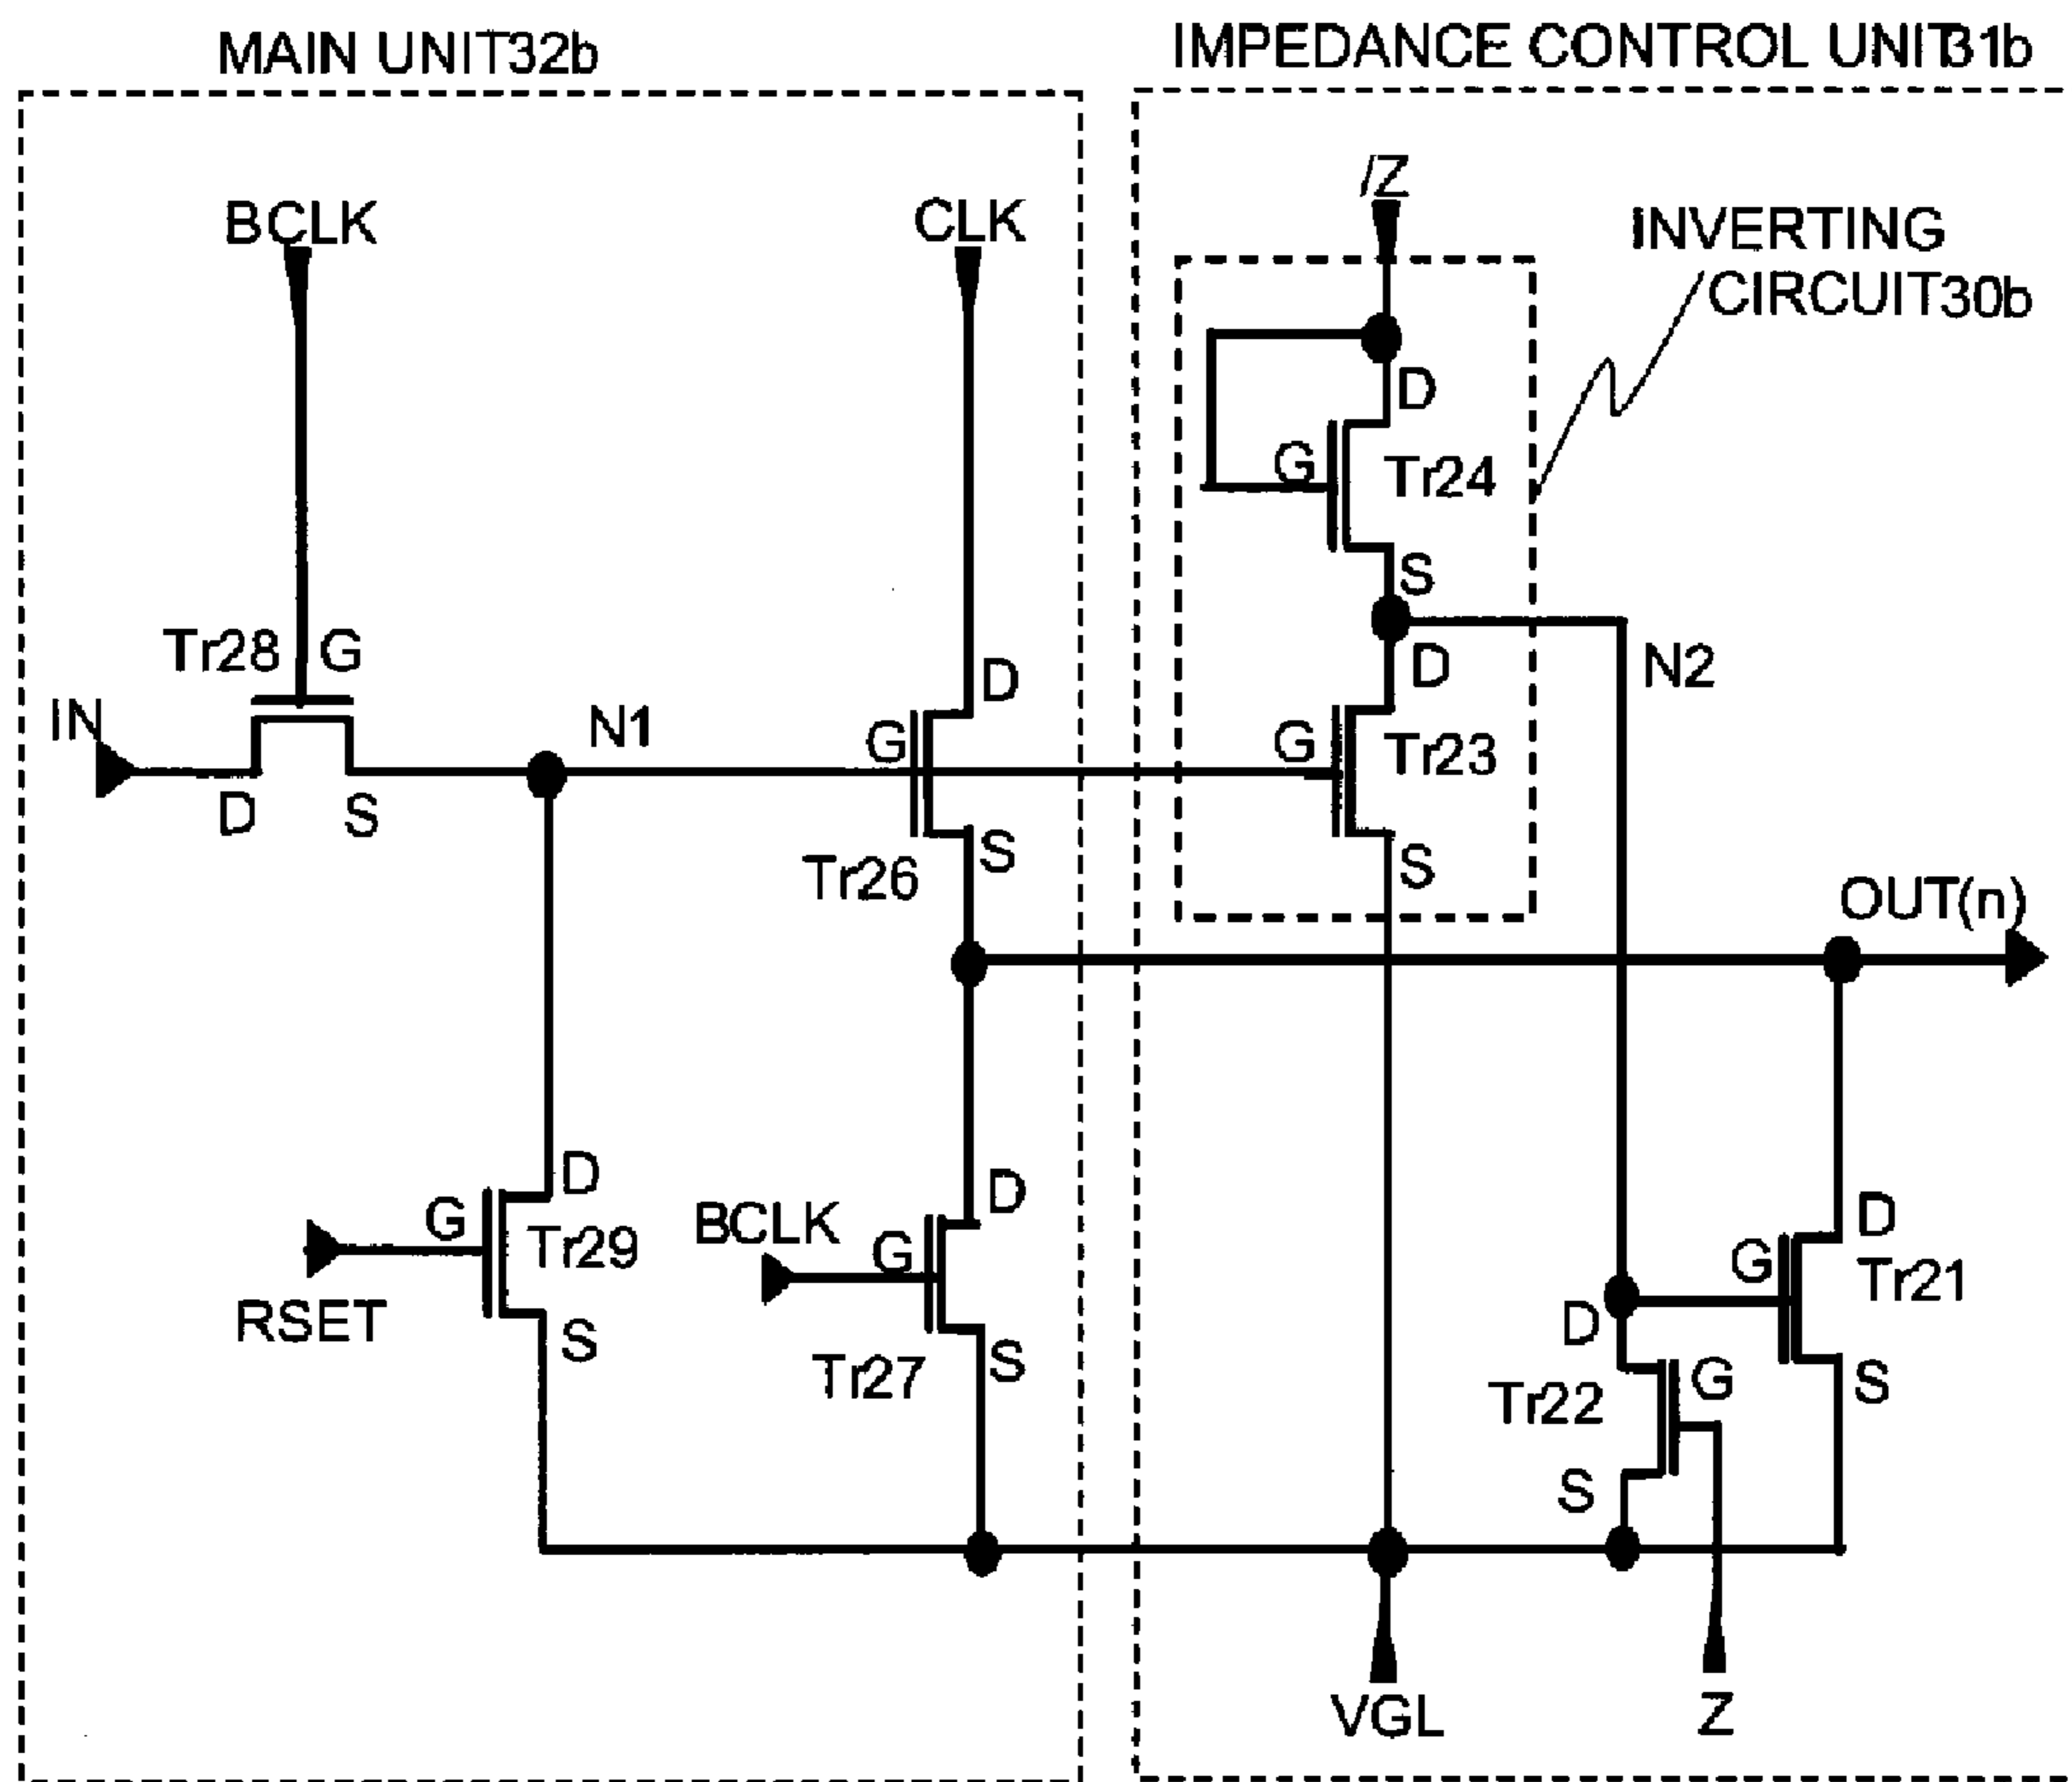 MAIN UNIT32b
IMPEDANCE CONTROL UNIT31b
/Z
BCLK
CLK
INVERTING
CIRCUIT30b
D
G
Tr24
S
Tr28
G
D
D
N2
IN
N1
G
G
Tr23
D
S
S
Tr26
S
OUT(n)
D
D
G
Tr29
BCLK
G
D
G
Tr21
RSET
S
Tr27
S
D
Tr22
G
S
S
VGL
Z